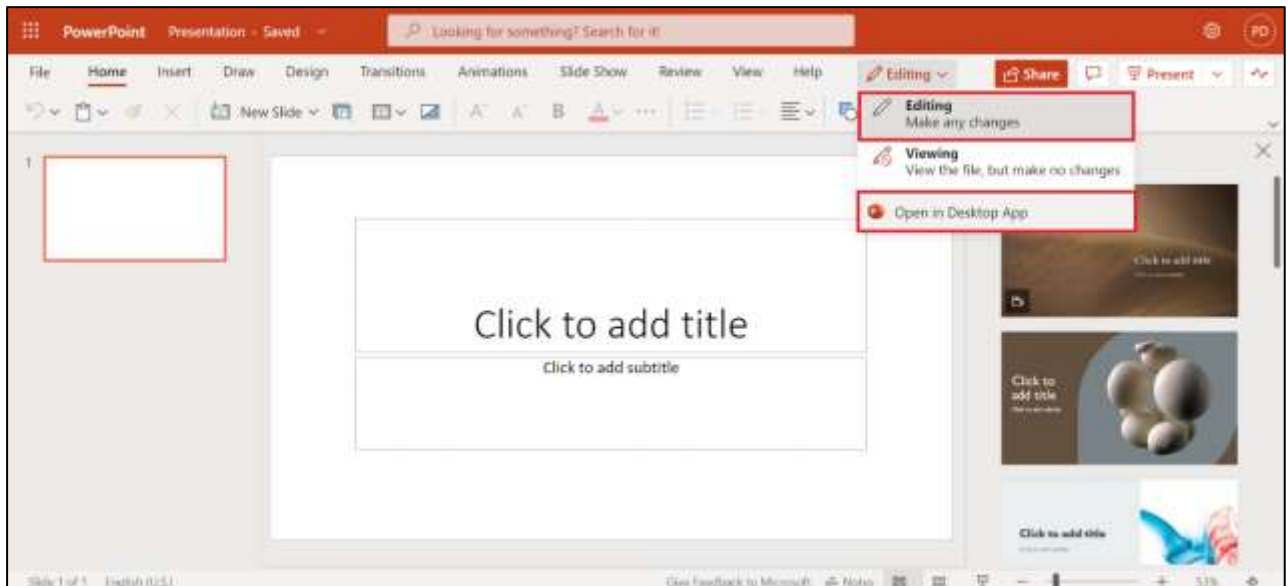 PowerPoint Presentation - Saved
Looking for something? Search for it!
PD
File Home Insert Draw Design Transitions Animations Slide Show Review View Help Editing Share Present
New Slide A A B A ...
Editing
Make any changes
Viewing
View the file, but make no changes
Open in Desktop App
1
Click to add title
Click to add subtitle
Click to add title
Click to
add title
Click to add title
Slide 1 of 1 English (U.S.) Give Feedback to Microsoft Notes 53%